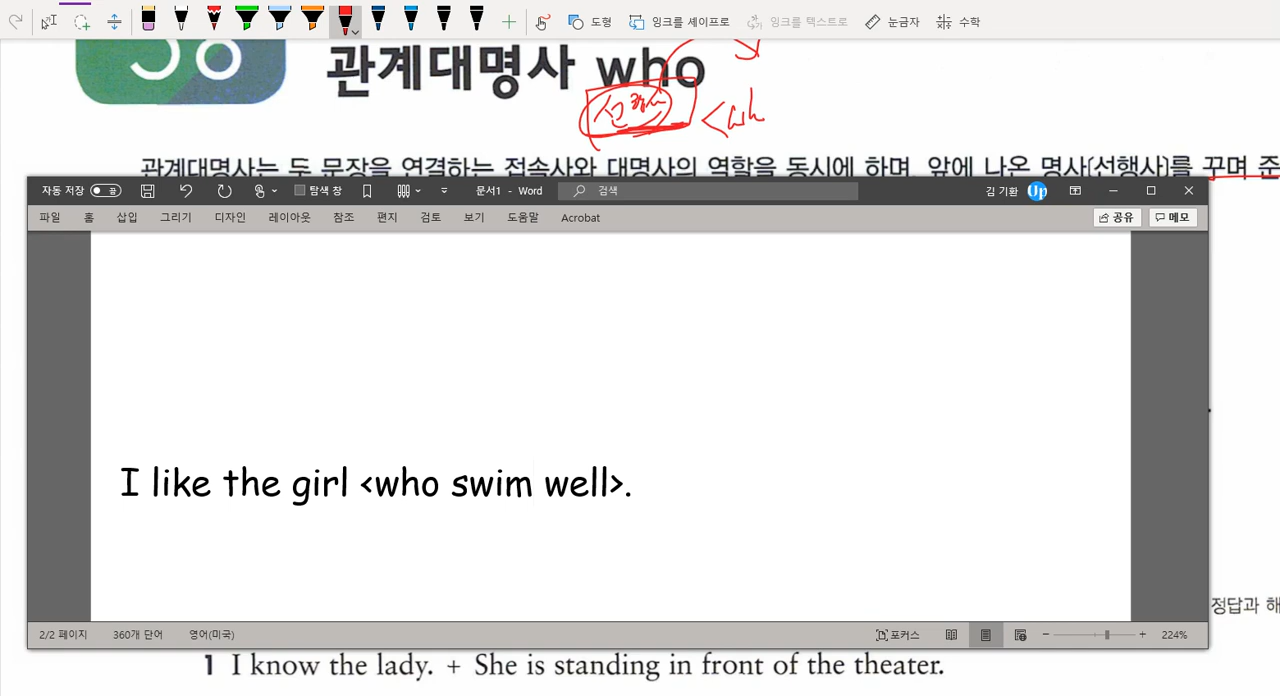 도형 잉크를 셰이프로 잉크를 텍스트로 눈금자 수학
관계대명사 who
선행사
<wh
관계대명사는 두 문장을 연결하는 접속사와 대명사의 역할을 동시에 하며, 앞에 나온 명사(선행사)를 꾸며 준
자동 저장 끔 탐색 창 문서1 - Word 검색 김 기환 Up
파일 홈 삽입 그리기 디자인 레이아웃 참조 편지 검토 보기 도움말 Acrobat 공유 메모
I like the girl <who swim well>.
정답과 해
2/2 페이지 360개 단어 영어(미국) 포커스 224%
1 I know the lady. + She is standing in front of the theater.